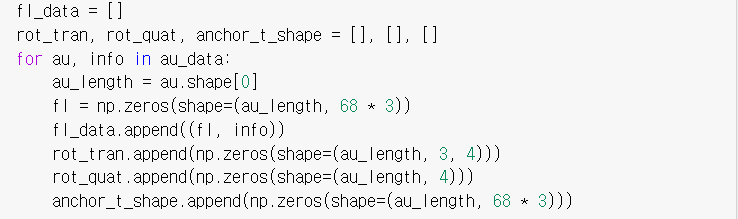 fl_data = []
rot_tran, rot_quat, anchor_t_shape = [], [], []
for au, info in au_data:
    au_length = au.shape[0]
    fl = np.zeros(shape=(au_length, 68 * 3))
    fl_data.append((fl, info))
    rot_tran.append(np.zeros(shape=(au_length, 3, 4)))
    rot_quat.append(np.zeros(shape=(au_length, 4)))
    anchor_t_shape.append(np.zeros(shape=(au_length, 68 * 3)))